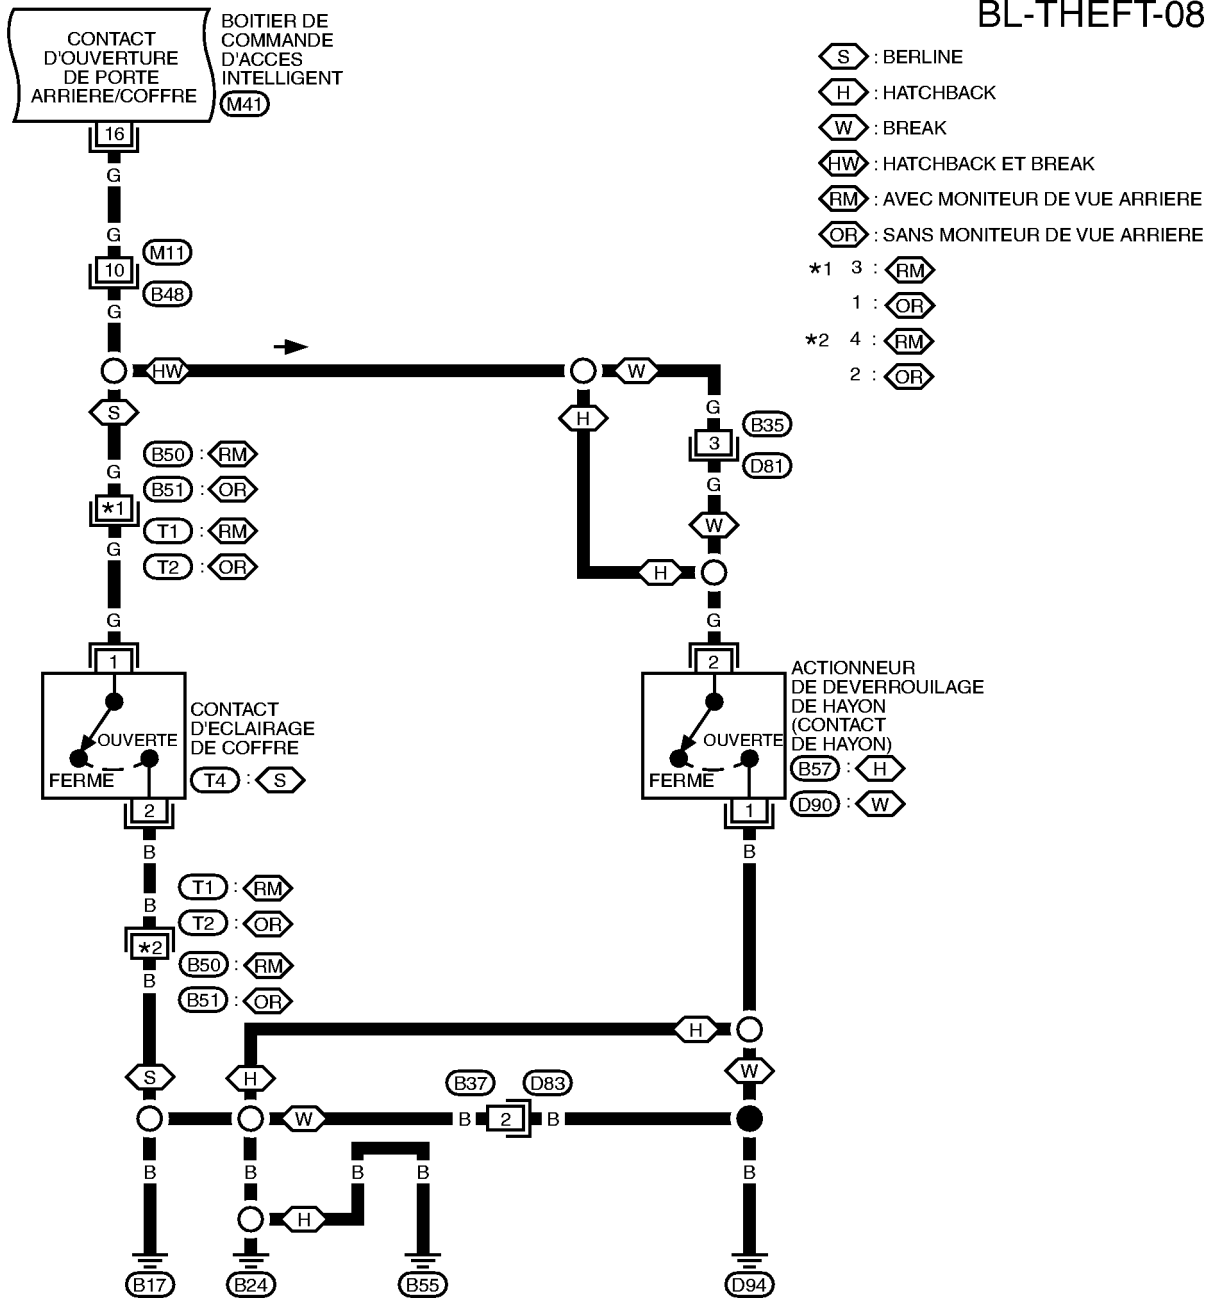 BL-THEFT-08
CONTACT
D'OUVERTURE
DE PORTE
ARRIERE/COFFRE
BOITIER DE
COMMANDE
D'ACCES
INTELLIGENT
M41
16
S : BERLINE
H : HATCHBACK
W : BREAK
HW : HATCHBACK ET BREAK
RM : AVEC MONITEUR DE VUE ARRIERE
OR : SANS MONITEUR DE VUE ARRIERE
*1 3 : RM
1 : OR
*2 4 : RM
2 : OR
G
G
M11
10
B48
G
HW
W
S
H
G
B35
3
D81
G
W
H
G
G
B50 : RM
B51 : OR
*1
T1 : RM
G
T2 : OR
G
1
OUVERTE
FERME
CONTACT
D'ECLAIRAGE
DE COFFRE
T4 : S
2
2
OUVERTE
FERME
ACTIONNEUR
DE DEVERROUILAGE
DE HAYON
(CONTACT
DE HAYON)
B57 : H
D90 : W
1
B
B
B
T1 : RM
T2 : OR
*2
B50 : RM
B
B51 : OR
H
S
H
W
B37
D83
W
B
2
B
B
B
B
B
B
H
B17
B24
B55
D94